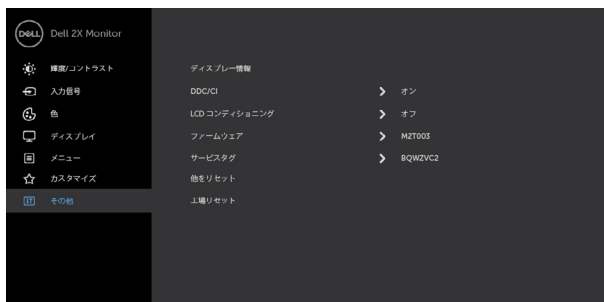 DELL
Dell 2X Monitor
輝度/コントラスト
入力信号
色
ディスプレイ
メニュー
カスタマイズ
その他
ディスプレー情報
DDC/CI > オン
LCD コンディショニング > オフ
ファームウェア > M2T003
サービスタグ > BQWZVC2
他をリセット
工場リセット